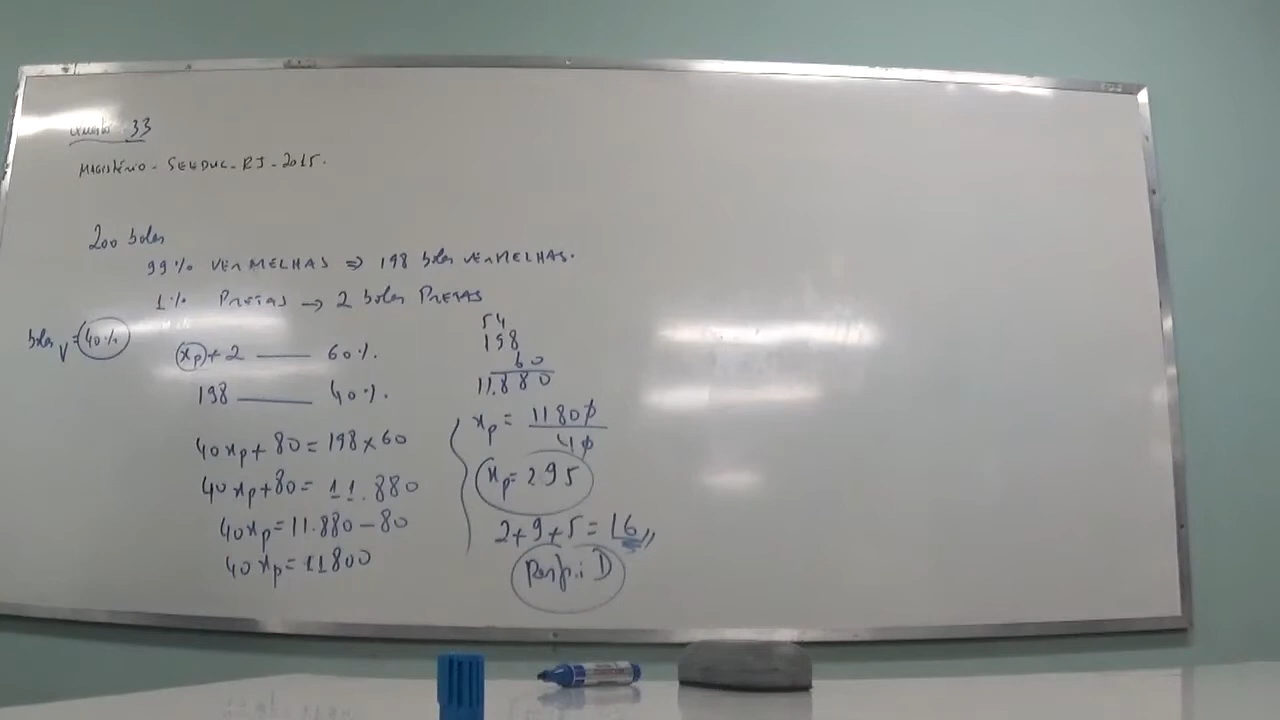 Questão 33
MAGISTÉRIO - SEEDUC - RJ - 2015.
200 bolas
99% VERMELHAS => 198 bolas VERMELHAS.
1% PRETAS → 2 bolas PRETAS
bolas V = 40%
xp + 2 —— 60%.
198 —— 40%.
40xp + 80 = 198 x 60
40xp + 80 = 11.880
40xp = 11.880 - 80
40xp = 11800
54
198
60
11.880
xp = 11800/40
xp = 295
2 + 9 + 5 = 16,,
D